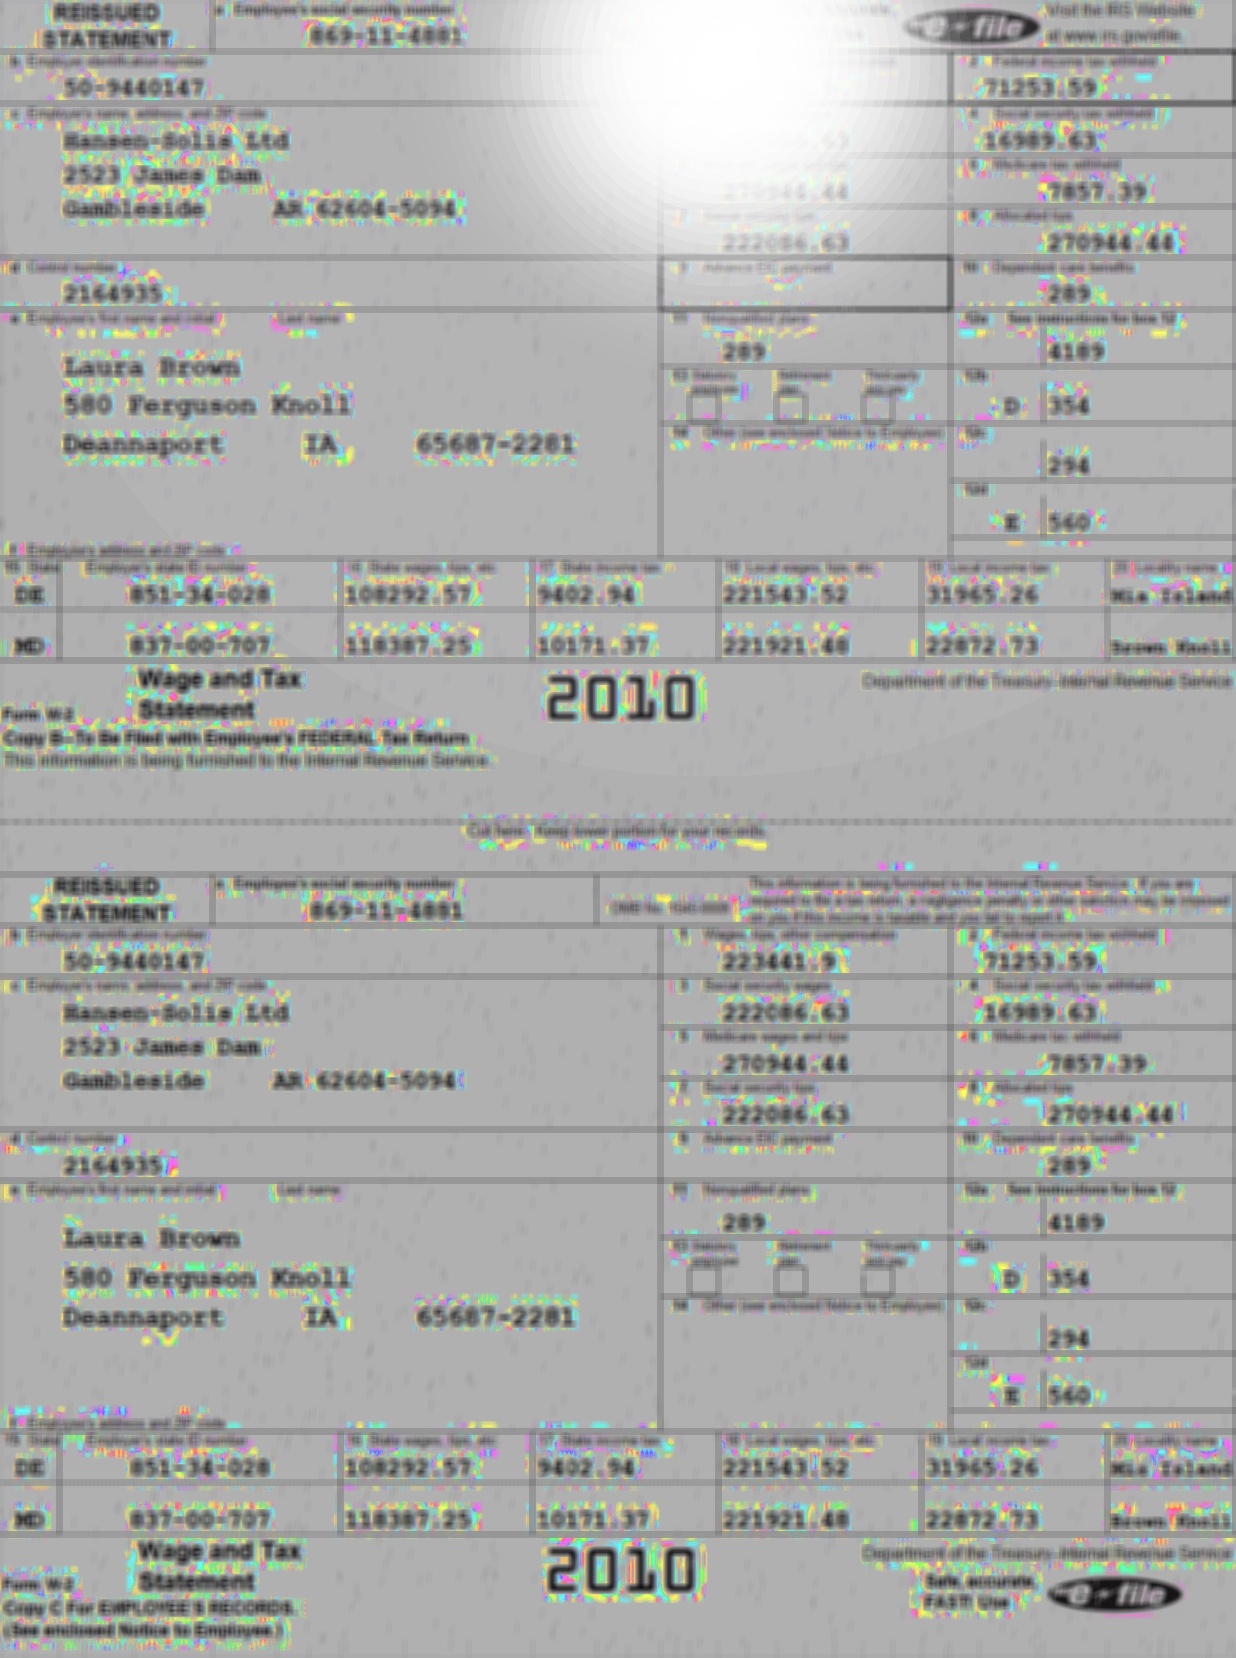 REISSUED STATEMENT
a Employee's social security number
869-11-4881
e-file
Visit the IRS Website
at www.irs.gov/efile.
b Employer identification number
50-9440147
2 Federal income tax withheld
71253.59
c Employer's name, address, and ZIP code
Hansen-Solis Ltd
2523 James Dam
Gambleside AR 62604-5094
4 Social security tax withheld
16989.63
270944.44
6 Medicare tax withheld
7857.39
7 Social security tips
222086.63
8 Allocated tips
270944.44
d Control number
2164935
9 Advance EIC payment
10 Dependent care benefits
289
e Employee's first name and initial Last name
Laura Brown
580 Ferguson Knoll
Deannaport IA 65687-2281
11 Nonqualified plans
289
12a See instructions for box 12
4189
13 Statutory employee Retirement plan Third-party sick pay
12b
D 354
14 Other (see enclosed Notice to Employee)
12c
294
12d
E 560
f Employee's address and ZIP code
15 State Employer's state ID number 16 State wages, tips, etc. 17 State income tax 18 Local wages, tips, etc. 19 Local income tax 20 Locality name
DE 851-34-028 108292.57 9402.94 221543.52 31965.26 Mis Island
MD 837-00-707 118387.25 10171.37 221921.48 22872.73 Brown Knoll
Form W-2 Wage and Tax Statement
2010
Department of the Treasury-Internal Revenue Service
Copy B-To Be Filed with Employee's FEDERAL Tax Return
This information is being furnished to the Internal Revenue Service.
Cut here. Keep lower portion for your records.
REISSUED STATEMENT
a Employee's social security number
869-11-4881
OMB No. 1545-0008
This information is being furnished to the Internal Revenue Service. If you are
required to file a tax return, a negligence penalty or other sanction may be imposed
on you if this income is taxable and you fail to report it.
b Employer identification number
50-9440147
1 Wages, tips, other compensation
223441.9
2 Federal income tax withheld
71253.59
c Employer's name, address, and ZIP code
Hansen-Solis Ltd
2523 James Dam
Gambleside AR 62604-5094
3 Social security wages
222086.63
4 Social security tax withheld
16989.63
5 Medicare wages and tips
270944.44
6 Medicare tax withheld
7857.39
7 Social security tips
222086.63
8 Allocated tips
270944.44
d Control number
2164935
9 Advance EIC payment
10 Dependent care benefits
289
e Employee's first name and initial Last name
Laura Brown
580 Ferguson Knoll
Deannaport IA 65687-2281
11 Nonqualified plans
289
12a See instructions for box 12
4189
13 Statutory employee Retirement plan Third-party sick pay
12b
D 354
14 Other (see enclosed Notice to Employee)
12c
294
12d
E 560
f Employee's address and ZIP code
15 State Employer's state ID number 16 State wages, tips, etc. 17 State income tax 18 Local wages, tips, etc. 19 Local income tax 20 Locality name
DE 851-34-028 108292.57 9402.94 221543.52 31965.26 Mis Island
MD 837-00-707 118387.25 10171.37 221921.48 22872.73 Brown Knoll
Form W-2 Wage and Tax Statement
2010
Department of the Treasury-Internal Revenue Service
Copy C For EMPLOYEE'S RECORDS.
(See enclosed Notice to Employee.)
Safe, accurate,
FAST! Use
e-file